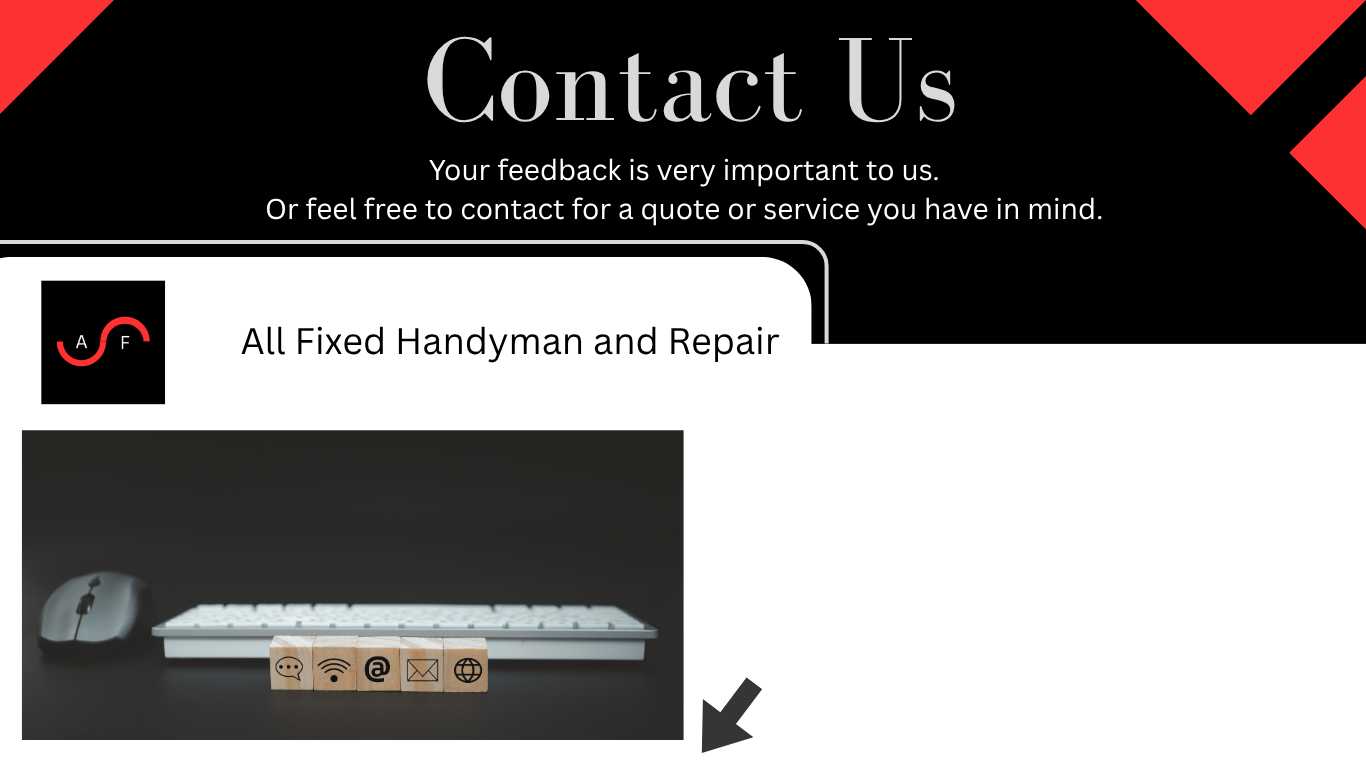 Contact Us
Your feedback is very important to us.
Or feel free to contact for a quote or service you have in mind.
A F
All Fixed Handyman and Repair
@